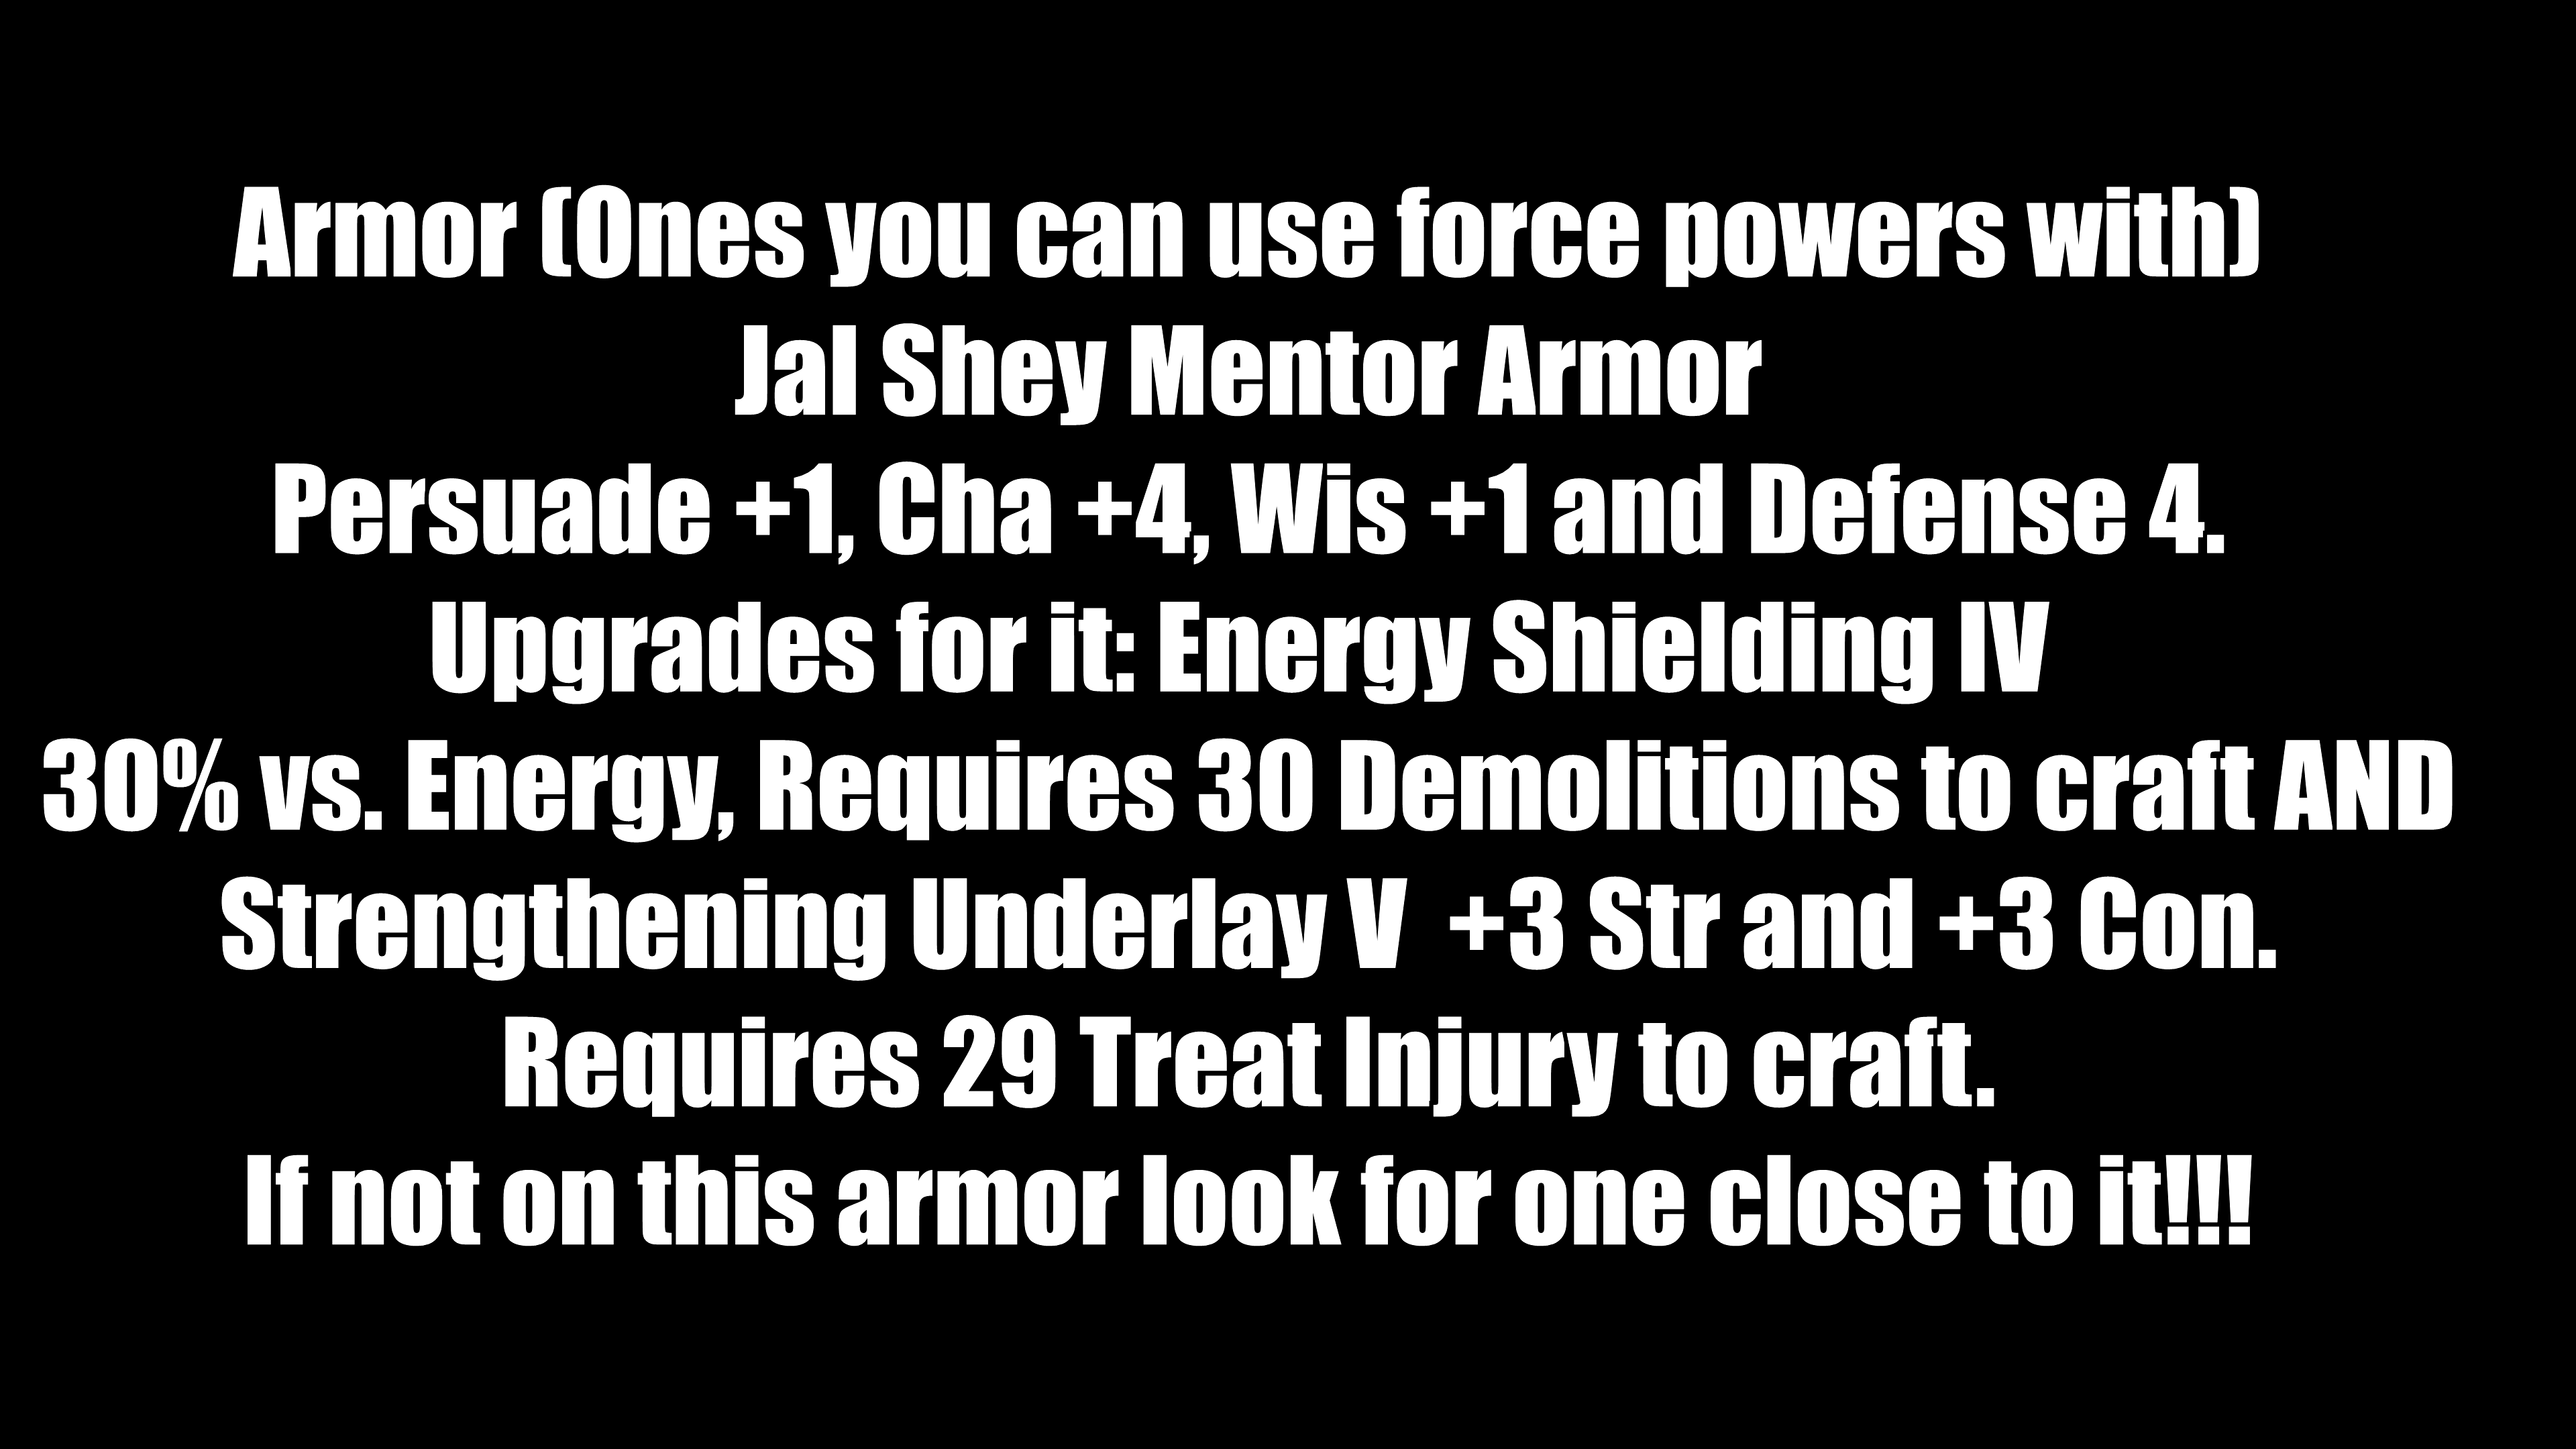 Armor (Ones you can use force powers with)
Jal Shey Mentor Armor
Persuade +1, Cha +4, Wis +1 and Defense 4.
Upgrades for it: Energy Shielding IV
30% vs. Energy, Requires 30 Demolitions to craft AND
Strengthening Underlay V  +3 Str and +3 Con.
Requires 29 Treat Injury to craft.
If not on this armor look for one close to it!!!